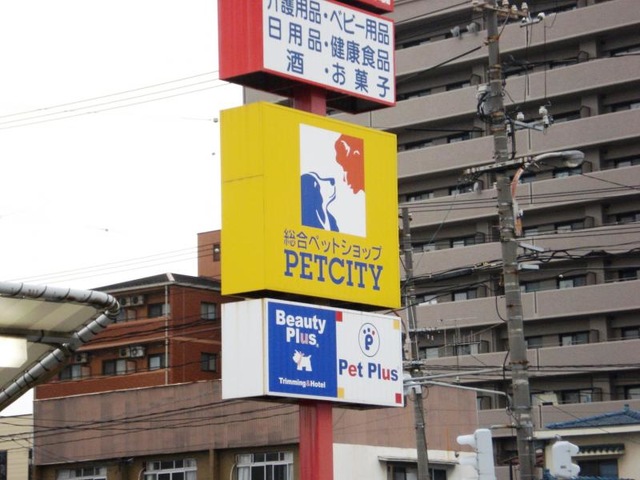 介護用品・ベビー用品
日用品・健康食品
酒・お菓子
総合ペットショップ
PETCITY
Beauty
Plus.
Trimming&Hotel
Pet Plus